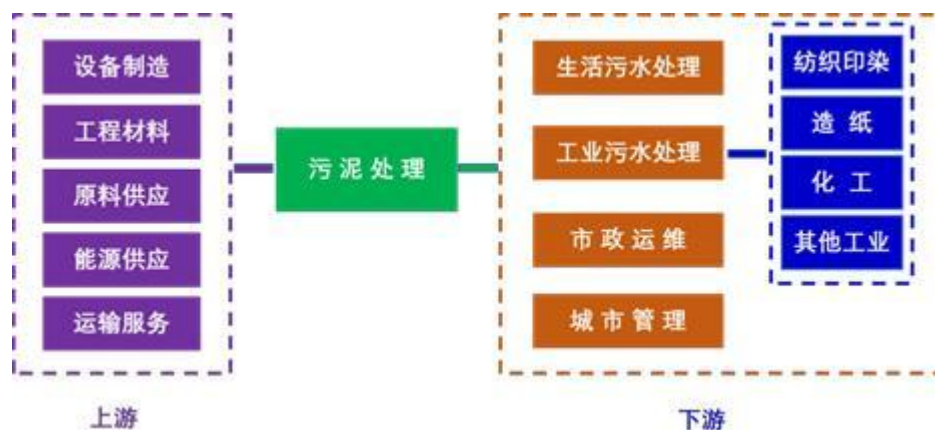 设备制造
工程材料
原料供应
能源供应
运输服务
上游
污泥处理
生活污水处理
工业污水处理
市政运维
城市管理
纺织印染
造纸
化工
其他工业
下游